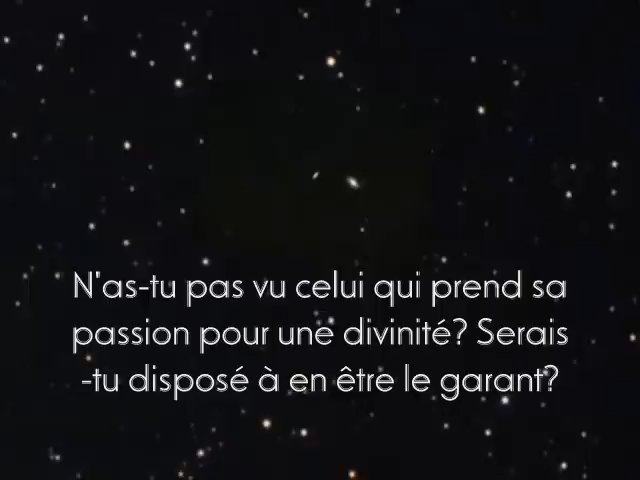 N'as-tu pas vu celui qui prend sa
passion pour une divinité? Serais
-tu disposé à en être le garant?